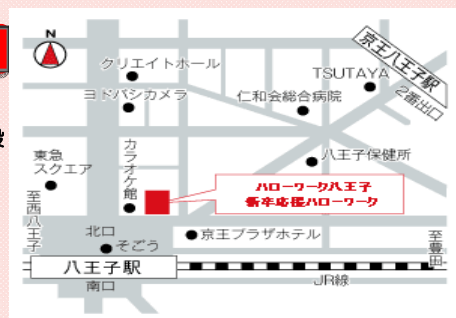 N
クリエイトホール
ヨドバシカメラ
京王八王子駅
2番出口
TSUTAYA
仁和会総合病院
八王子保健所
東急
スクエア
カラオケ館
ハローワーク八王子
新卒応援ハローワーク
至西八王子
北口
そごう
京王プラザホテル
至豊田
八王子駅
南口
JR線